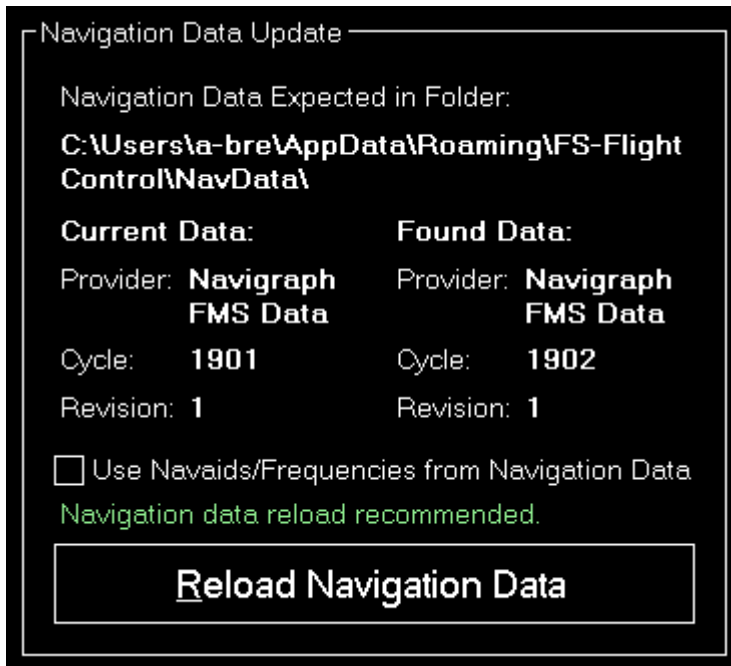 Navigation Data Update
Navigation Data Expected in Folder:
C:\Users\a-bre\AppData\Roaming\FS-Flight
Control\NavData\
Current Data: Found Data:
Provider: Navigraph Provider: Navigraph
FMS Data FMS Data
Cycle: 1901 Cycle: 1902
Revision: 1 Revision: 1
Use Navaids/Frequencies from Navigation Data
Navigation data reload recommended.
Reload Navigation Data